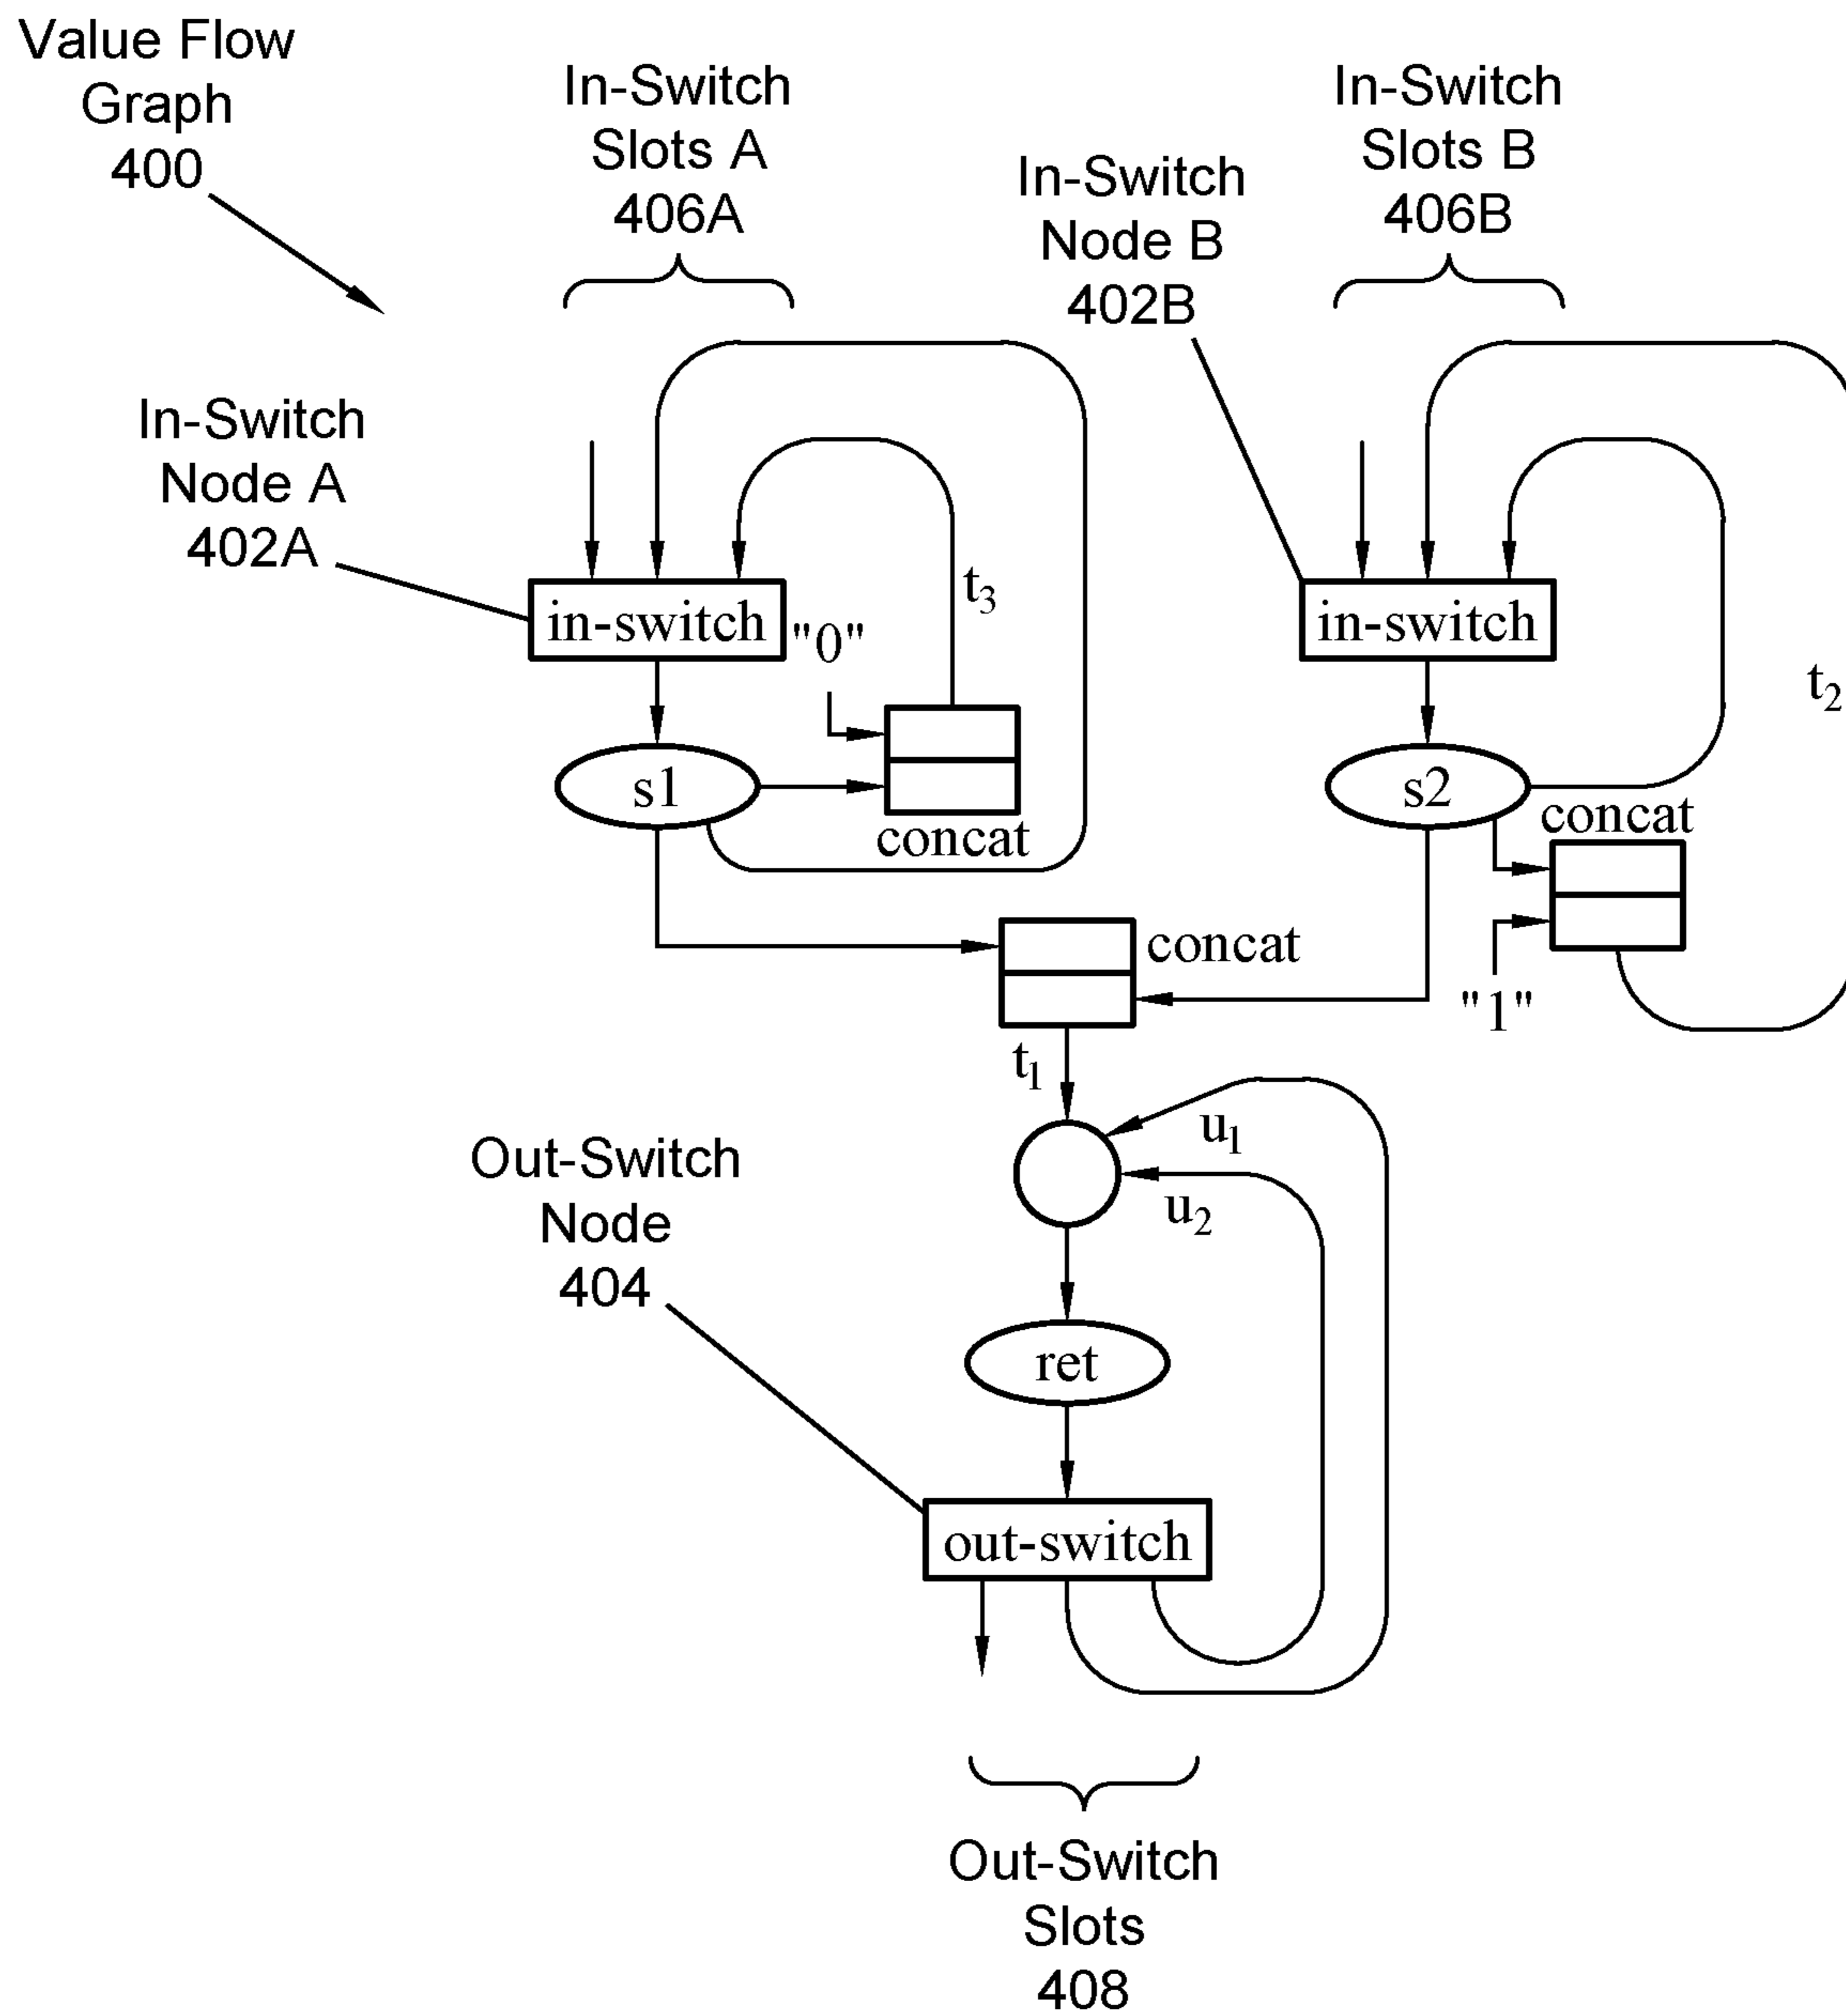 Value Flow
Graph
400
In-Switch
Slots A
406A
In-Switch
Node B
402B
In-Switch
Slots B
406B
In-Switch
Node A
402A
in-switch
"0"
t3
in-switch
t2
s1
concat
s2
concat
concat
"1"
t1
u1
u2
Out-Switch
Node
404
ret
out-switch
Out-Switch
Slots
408